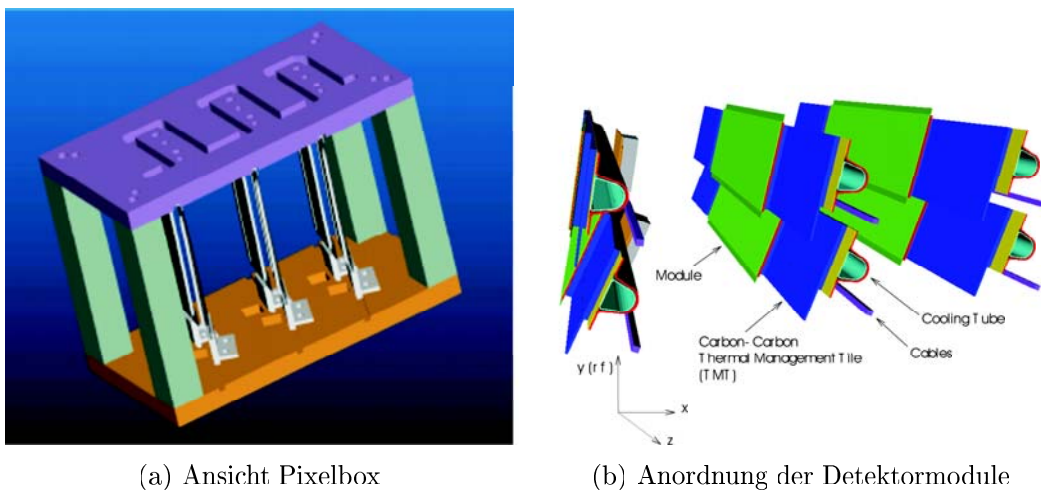 Module
Cooling Tube
Cables
Carbon-Carbon
Thermal Management Tile
(TMT)
y (r f)
x
z
(a) Ansicht Pixelbox
(b) Anordnung der Detektormodule